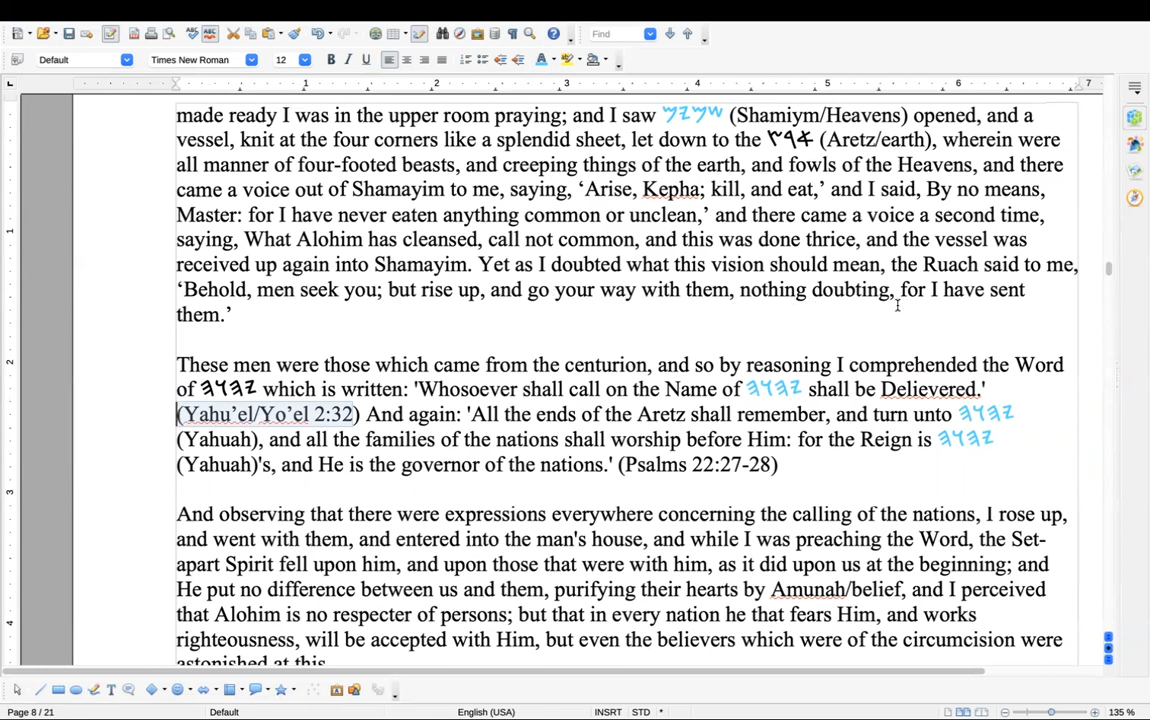 Find
Default
Times New Roman
12
B I U
1 2 3 4 5 6 7
made ready I was in the upper room praying; and I saw 𐤔𐤌𐤉𐤌 (Shamiym/Heavens) opened, and a
vessel, knit at the four corners like a splendid sheet, let down to the 𐤀𐤓𐤑 (Aretz/earth), wherein were
all manner of four-footed beasts, and creeping things of the earth, and fowls of the Heavens, and there
came a voice out of Shamayim to me, saying, ‘Arise, Kepha; kill, and eat,’ and I said, By no means,
Master: for I have never eaten anything common or unclean,’ and there came a voice a second time,
saying, What Alohim has cleansed, call not common, and this was done thrice, and the vessel was
received up again into Shamayim. Yet as I doubted what this vision should mean, the Ruach said to me,
‘Behold, men seek you; but rise up, and go your way with them, nothing doubting, for I have sent
them.’
These men were those which came from the centurion, and so by reasoning I comprehended the Word
of 𐤉𐤄𐤅𐤄 which is written: 'Whosoever shall call on the Name of 𐤉𐤄𐤅𐤄 shall be Delievered,'
(Yahu’el/Yo’el 2:32) And again: 'All the ends of the Aretz shall remember, and turn unto 𐤉𐤄𐤅𐤄
(Yahuah), and all the families of the nations shall worship before Him: for the Reign is 𐤉𐤄𐤅𐤄
(Yahuah)'s, and He is the governor of the nations.' (Psalms 22:27-28)
And observing that there were expressions everywhere concerning the calling of the nations, I rose up,
and went with them, and entered into the man's house, and while I was preaching the Word, the Set-
apart Spirit fell upon him, and upon those that were with him, as it did upon us at the beginning; and
He put no difference between us and them, purifying their hearts by Amunah/belief, and I perceived
that Alohim is no respecter of persons; but that in every nation he that fears Him, and works
righteousness, will be accepted with Him, but even the believers which were of the circumcision were
astonished at this
1
2
3
4
Page 8 / 21
Default
English (USA)
INSRT
STD
*
135 %